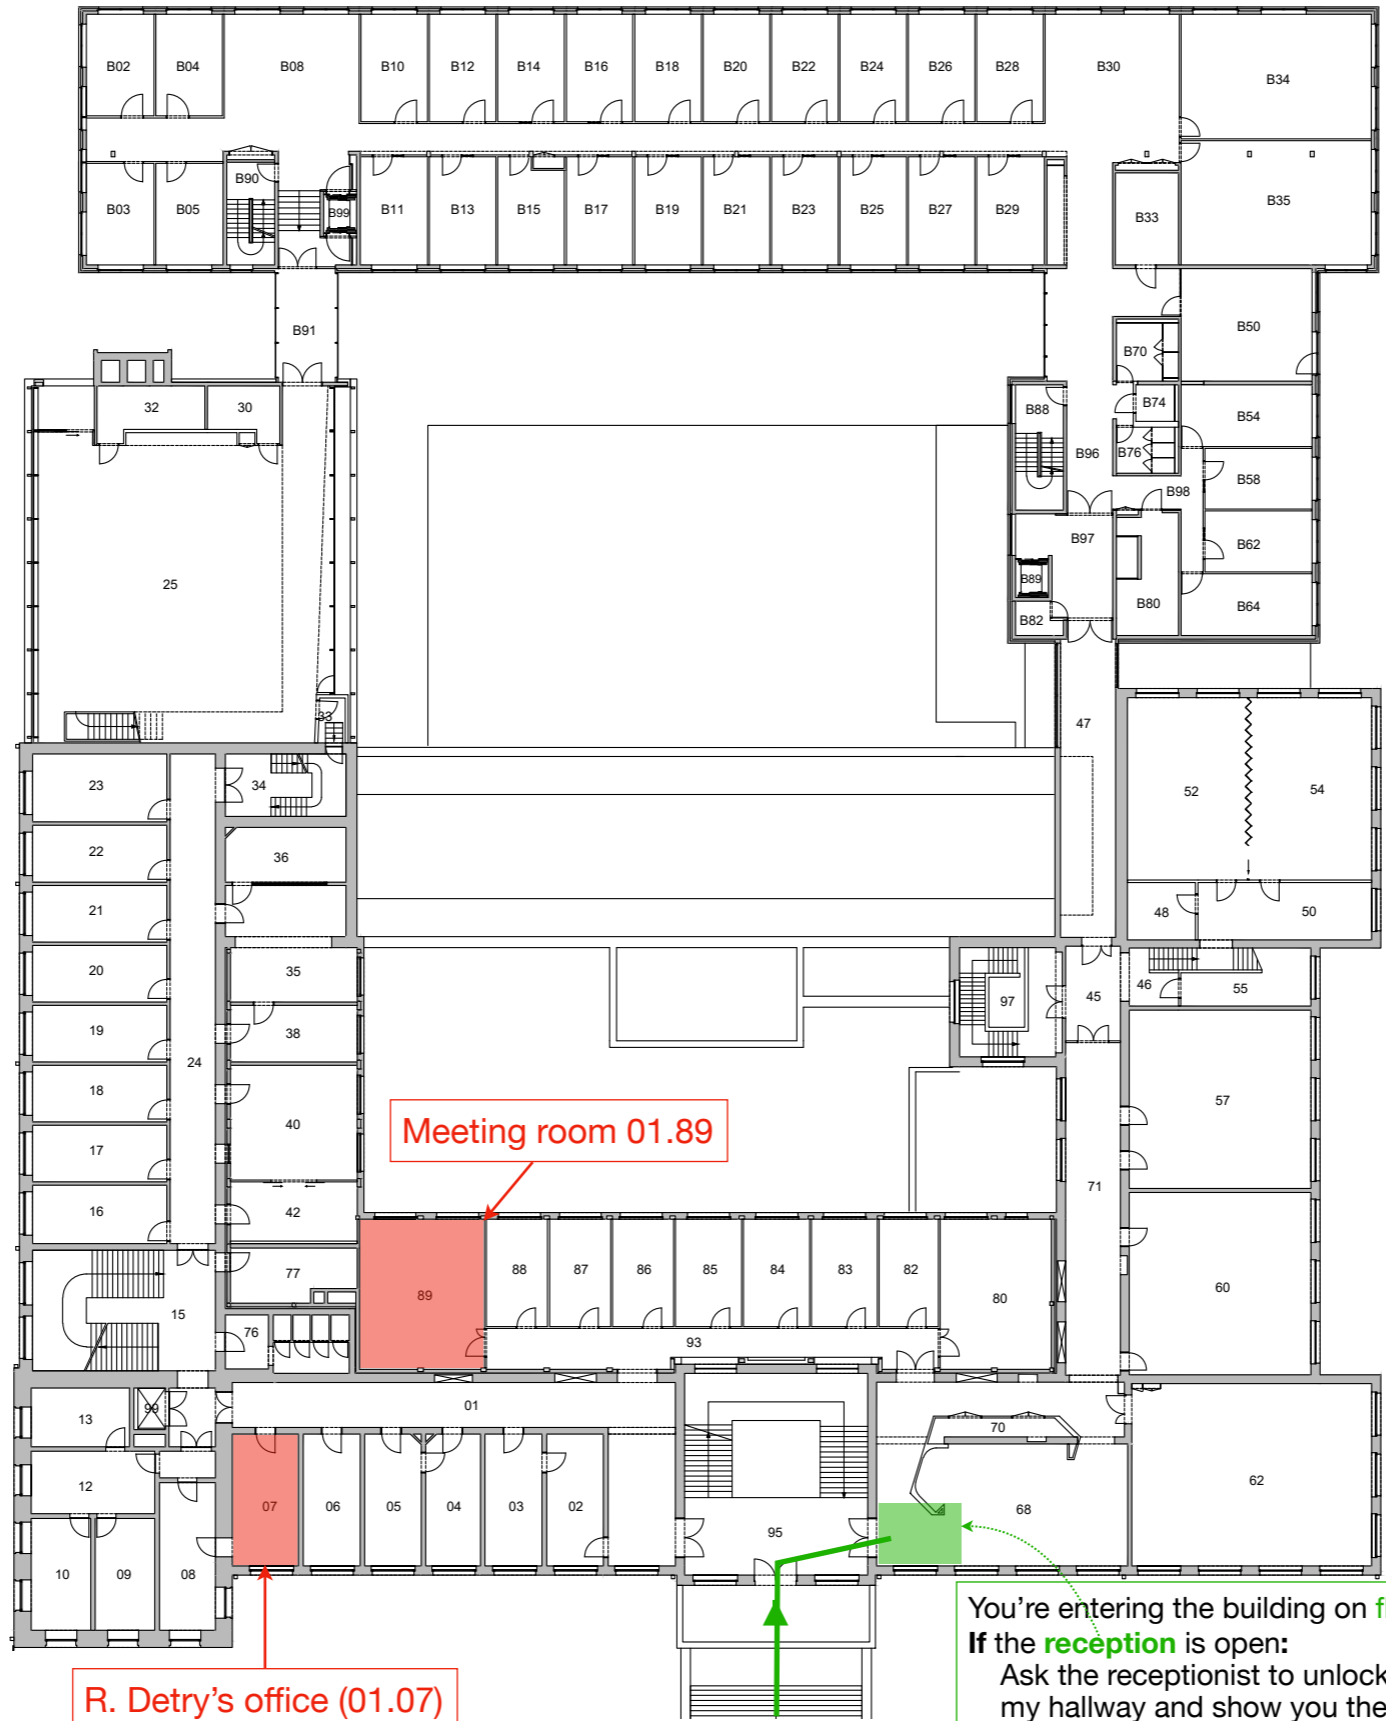 B02 B04 B08 B10 B12 B14 B16 B18 B20 B22 B24 B26 B28 B30 B34
B03 B05 B90 B99 B11 B13 B15 B17 B19 B21 B23 B25 B27 B29 B33 B35
B91 B50
B70
32 30 B88 B74 B54
B96 B76 B58
B98
B97 B62
25 B89 B80 B64
B82
33 47
23 34 52 54
22 36
21 48 50
20 35 97 45 46 55
19 38
24
18 57
40
17
Meeting room 01.89
16 42 71
77 88 87 86 85 84 83 82 80 60
89
15 76 93
13 99 01 70
12 62
07 06 05 04 03 02 95 68
10 09 08
You're entering the building on
If the reception is open:
Ask the receptionist to unlock
my hallway and show you the
R. Detry's office (01.07)